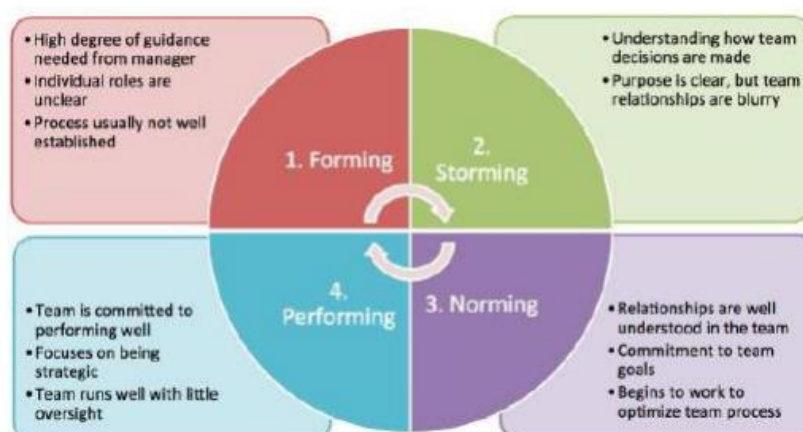 • High degree of guidance
needed from manager
• Individual roles are
unclear
• Process usually not well
established
1. Forming
2.
Storming
• Understanding how team
decisions are made
• Purpose is clear, but team
relationships are blurry
• Team is committed to
performing well
• Focuses on being
strategic
• Team runs well with little
oversight
4.
Performing
3. Norming
• Relationships are well
understood in the team
• Commitment to team
goals
• Begins to work to
optimize team process